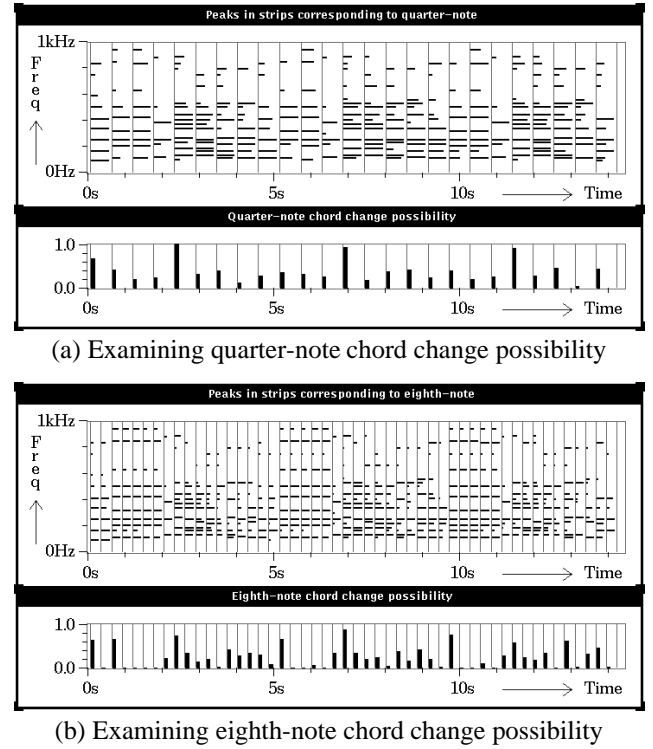 Peaks in strips corresponding to quarter-note
1kHz
F
r
e
q
0Hz
0s 5s 10s Time
Quarter-note chord change possibility
1.0
0.0
0s 5s 10s Time
(a) Examining quarter-note chord change possibility
Peaks in strips corresponding to eighth-note
1kHz
F
r
e
q
0Hz
0s 5s 10s Time
Eighth-note chord change possibility
1.0
0.0
0s 5s 10s Time
(b) Examining eighth-note chord change possibility